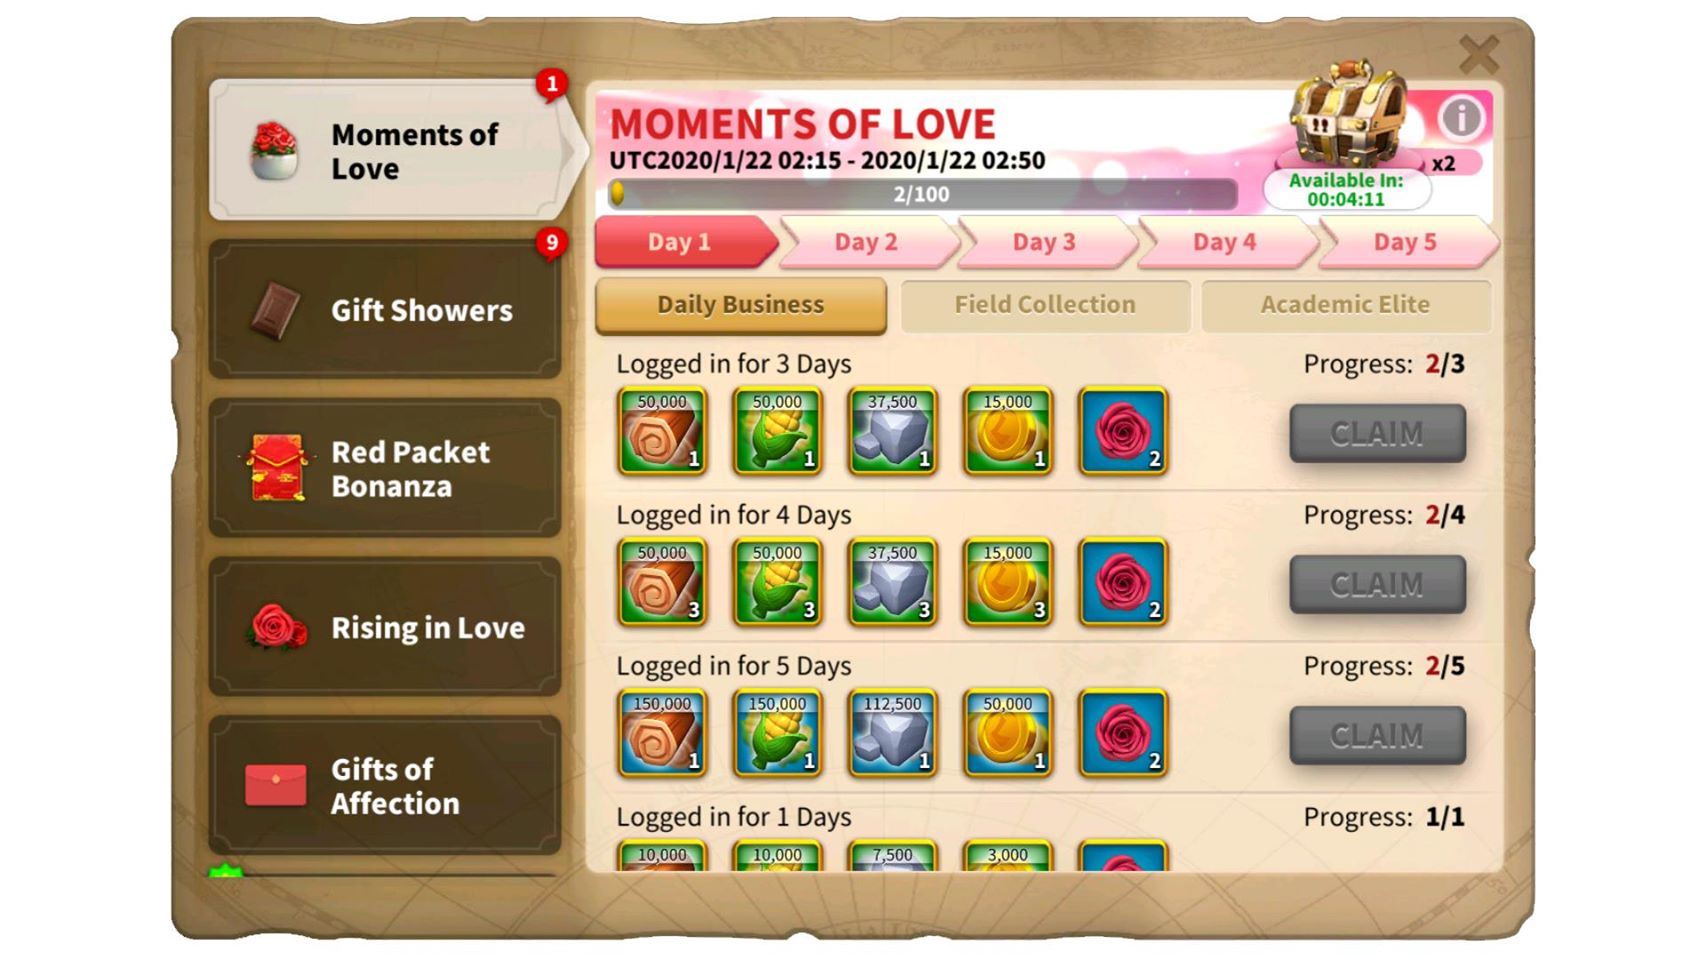 1
Moments of
Love
9
Gift Showers
Red Packet
Bonanza
Rising in Love
Gifts of
Affection
MOMENTS OF LOVE
UTC2020/1/22 02:15 - 2020/1/22 02:50
2/100
i
x2
Available In:
00:04:11
Day 1
Day 2
Day 3
Day 4
Day 5
Daily Business
Field Collection
Academic Elite
Logged in for 3 Days
Progress: 2/3
50,000 50,000 37,500 15,000
1 1 1 1 2
CLAIM
Logged in for 4 Days
Progress: 2/4
50,000 50,000 37,500 15,000
3 3 3 3 2
CLAIM
Logged in for 5 Days
Progress: 2/5
150,000 150,000 112,500 50,000
1 1 1 1 2
CLAIM
Logged in for 1 Days
Progress: 1/1
10,000 10,000 7,500 3,000